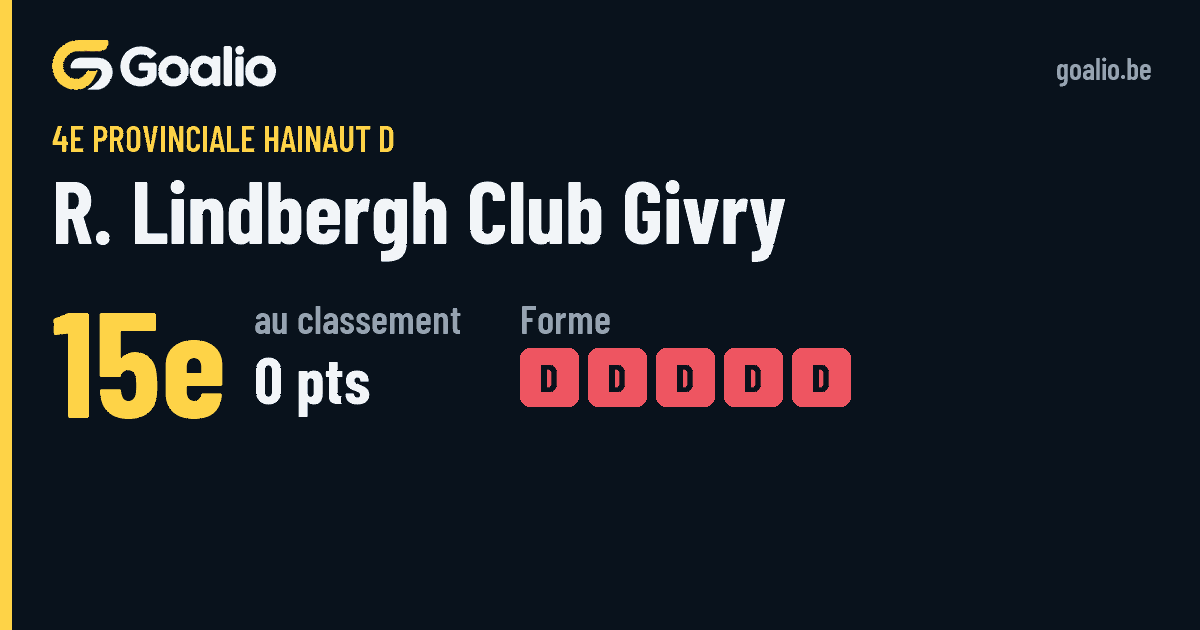 Goalio
goalio.be
4E PROVINCIALE HAINAUT D
R. Lindbergh Club Givry
15e
au classement
0 pts
Forme
D D D D D